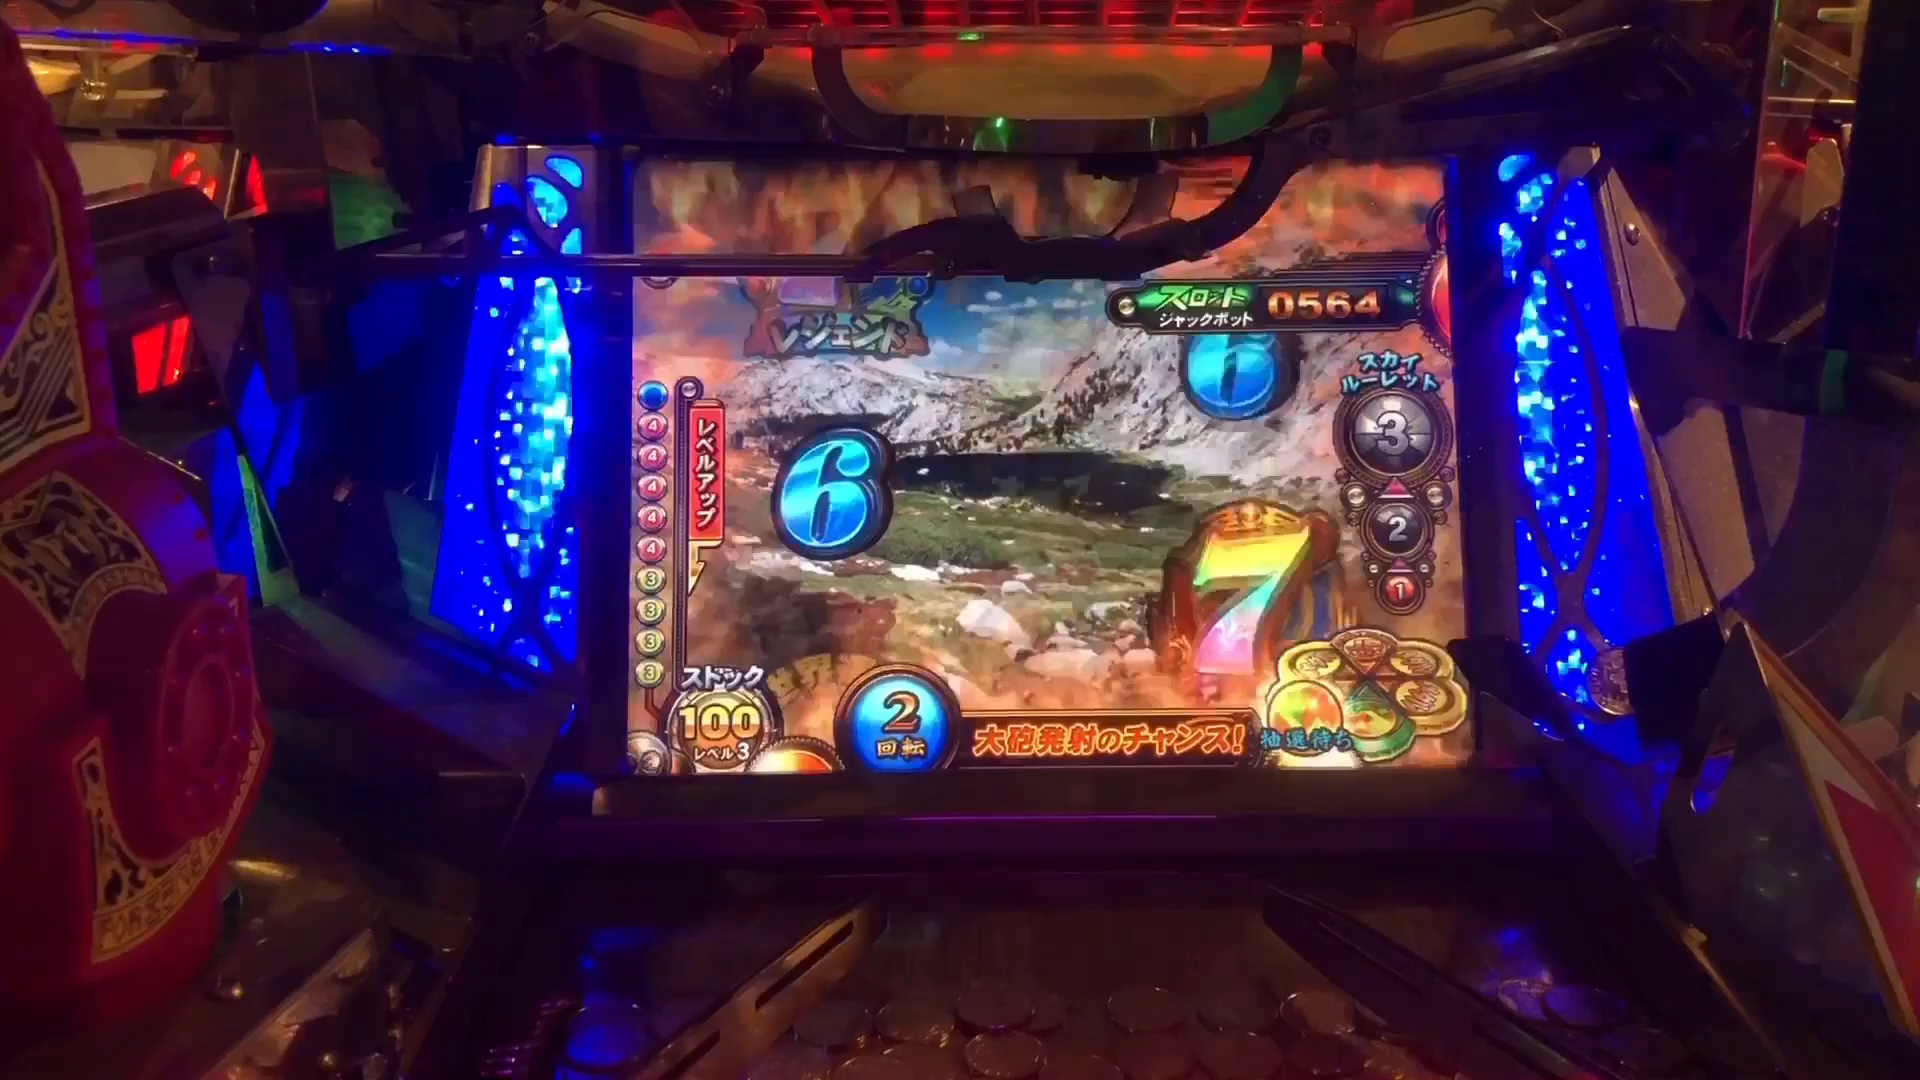 レジェンド
スロット
ジャックポット
0564
6
6
7
スカイ
ルーレット
3
2
1
レベルアップ
4
4
4
4
4
3
3
3
3
ストック
100
レベル3
2
回転
大砲発射のチャンス!
抽選待ち